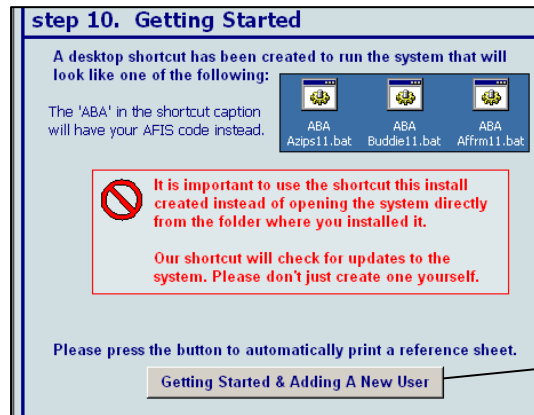 step 10. Getting Started
A desktop shortcut has been created to run the system that will
look like one of the following:
The 'ABA' in the shortcut caption
will have your AFIS code instead.
ABA
Azips11.bat
ABA
Buddie11.bat
ABA
Affrm11.bat
It is important to use the shortcut this install
created instead of opening the system directly
from the folder where you installed it.
Our shortcut will check for updates to the
system. Please don't just create one yourself.
Please press the button to automatically print a reference sheet.
Getting Started & Adding A New User